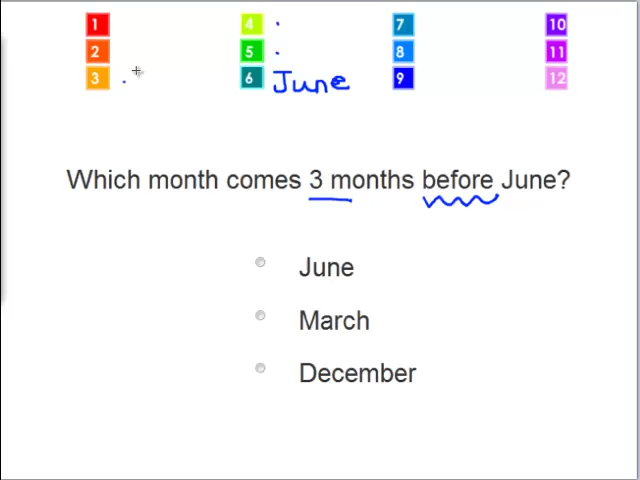 1 4 . 7 10
2 5 . 8 11
3 . 6 June 9 12
Which month comes 3 months before June?
June
March
December